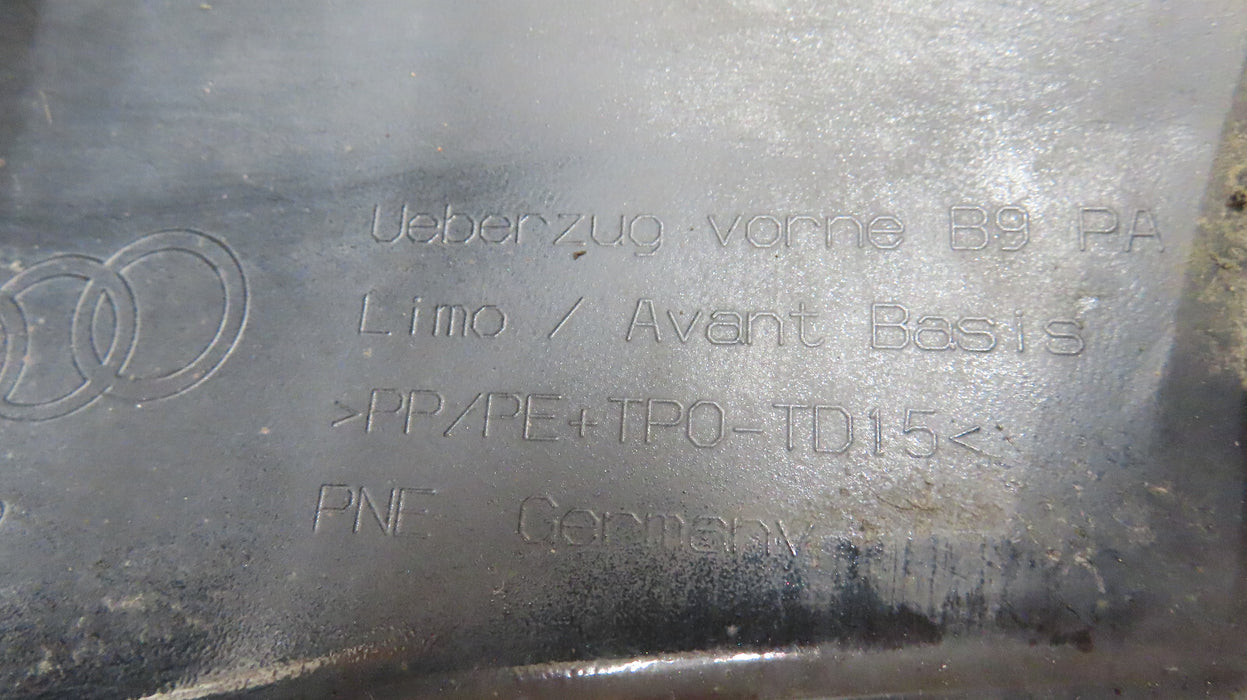 Ueberzug vorne B9 PA
Limo / Avant Basis
>PP/PE+TPO-TD15<
PNE Germany